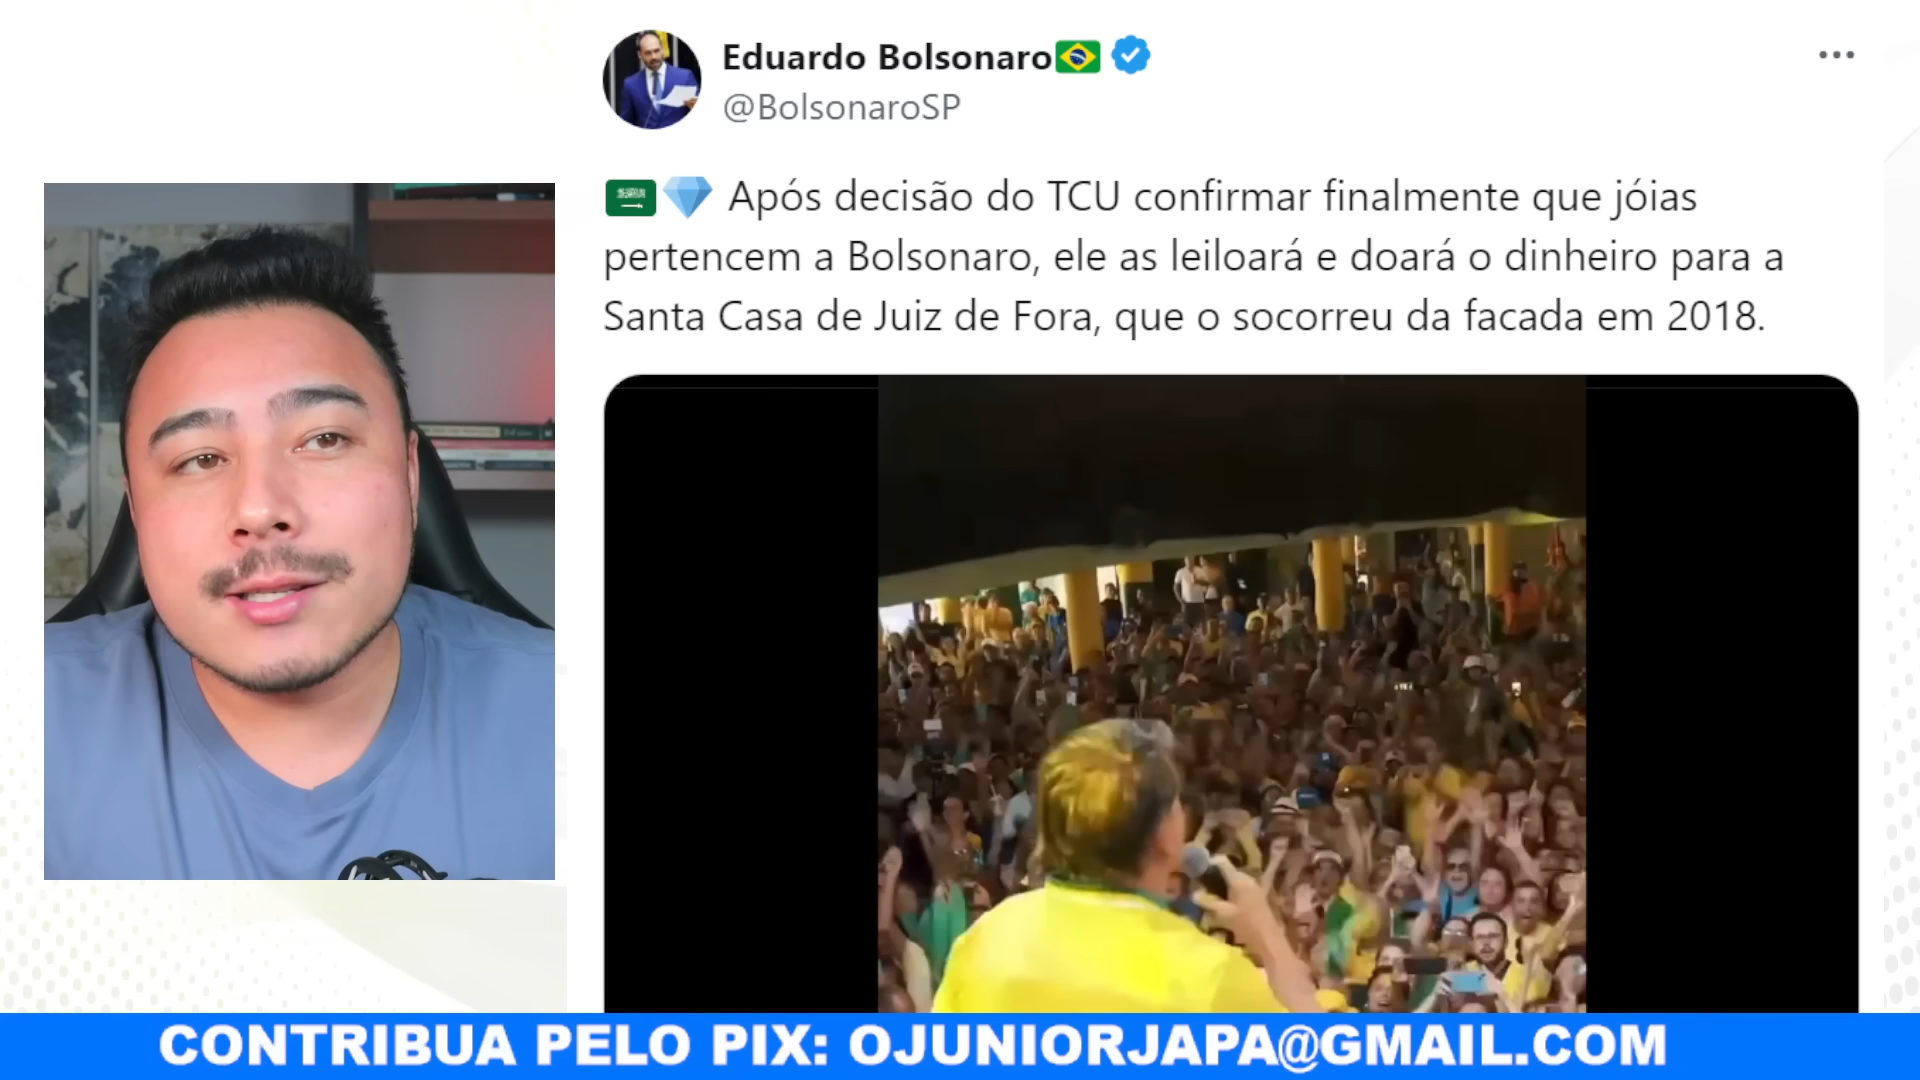 Eduardo Bolsonaro
@BolsonaroSP
Após decisão do TCU confirmar finalmente que jóias
pertencem a Bolsonaro, ele as leiloará e doará o dinheiro para a
Santa Casa de Juiz de Fora, que o socorreu da facada em 2018.
CONTRIBUA PELO PIX: OJUNIORJAPA@GMAIL.COM